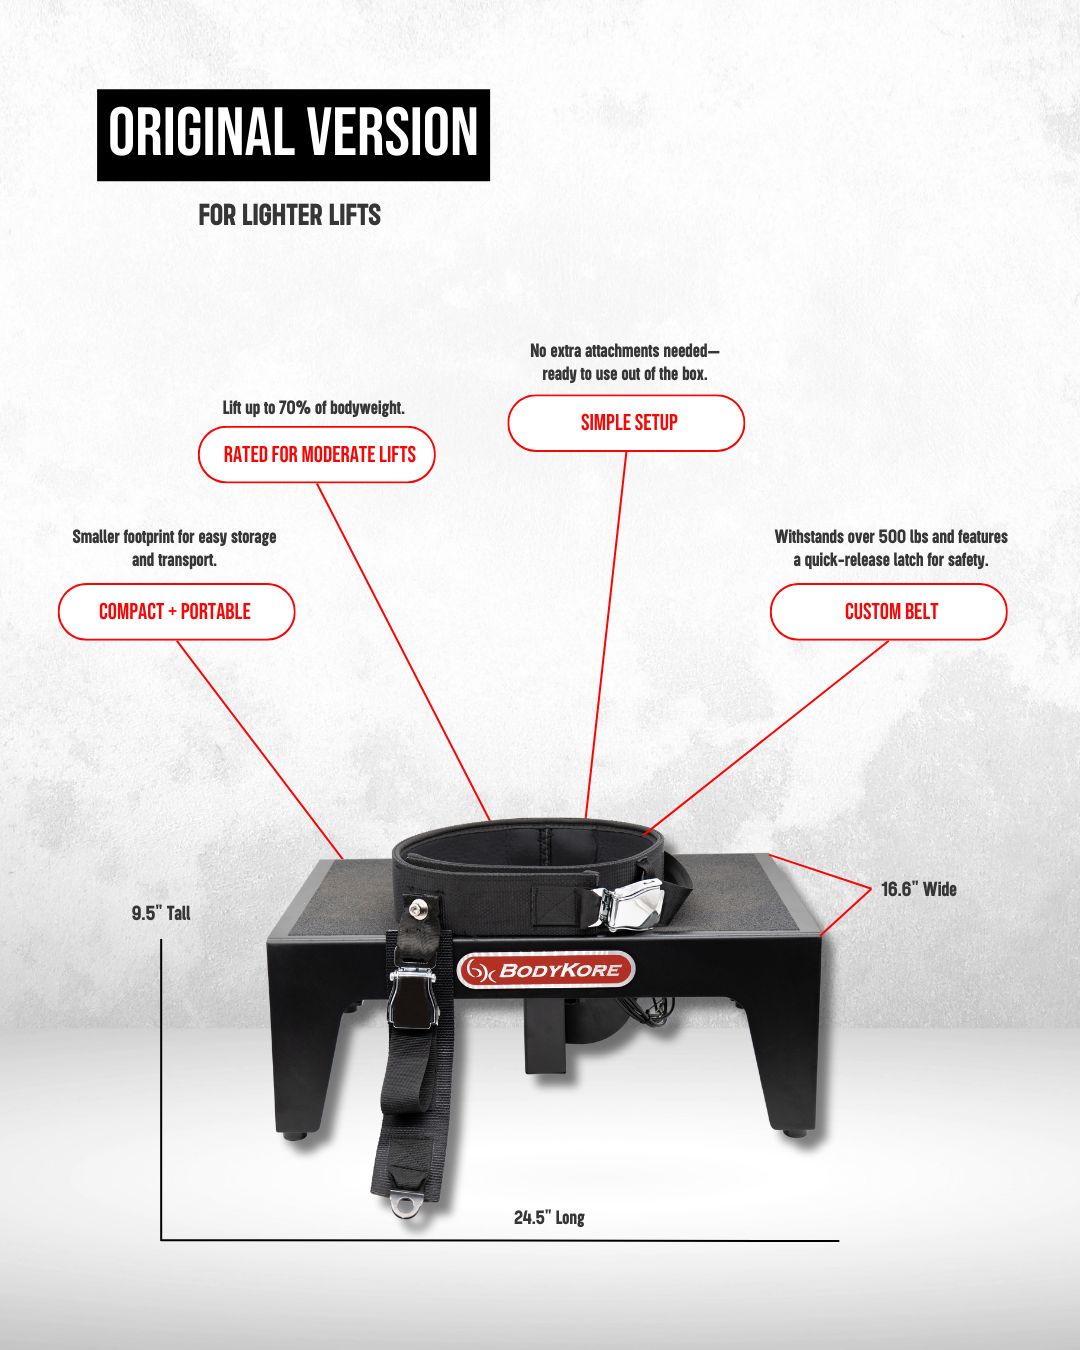 ORIGINAL VERSION
FOR LIGHTER LIFTS
No extra attachments needed—
ready to use out of the box.
SIMPLE SETUP
Lift up to 70% of bodyweight.
RATED FOR MODERATE LIFTS
Smaller footprint for easy storage
and transport.
COMPACT + PORTABLE
Withstands over 500 lbs and features
a quick-release latch for safety.
CUSTOM BELT
16.6" Wide
9.5" Tall
BODYKORE
24.5" Long